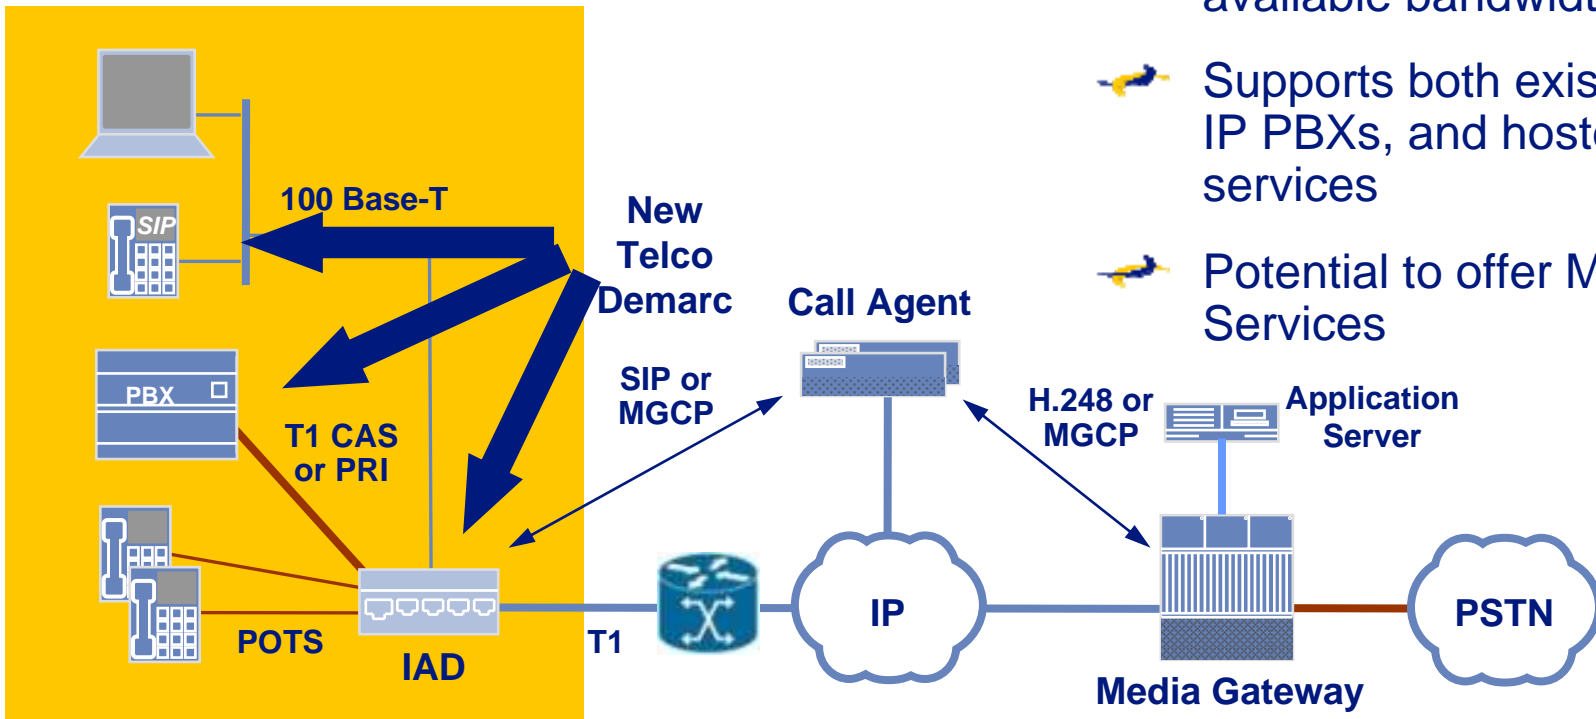 available
Supports both
IP PBXs, and
services
Potential to offer
Services
100 Base-T
New
Telco
Demarc
SIP
Call Agent
SIP or
MGCP
H.248 or
MGCP
Application
Server
PBX
T1 CAS
or PRI
IP
PSTN
POTS
IAD
T1
Media Gateway